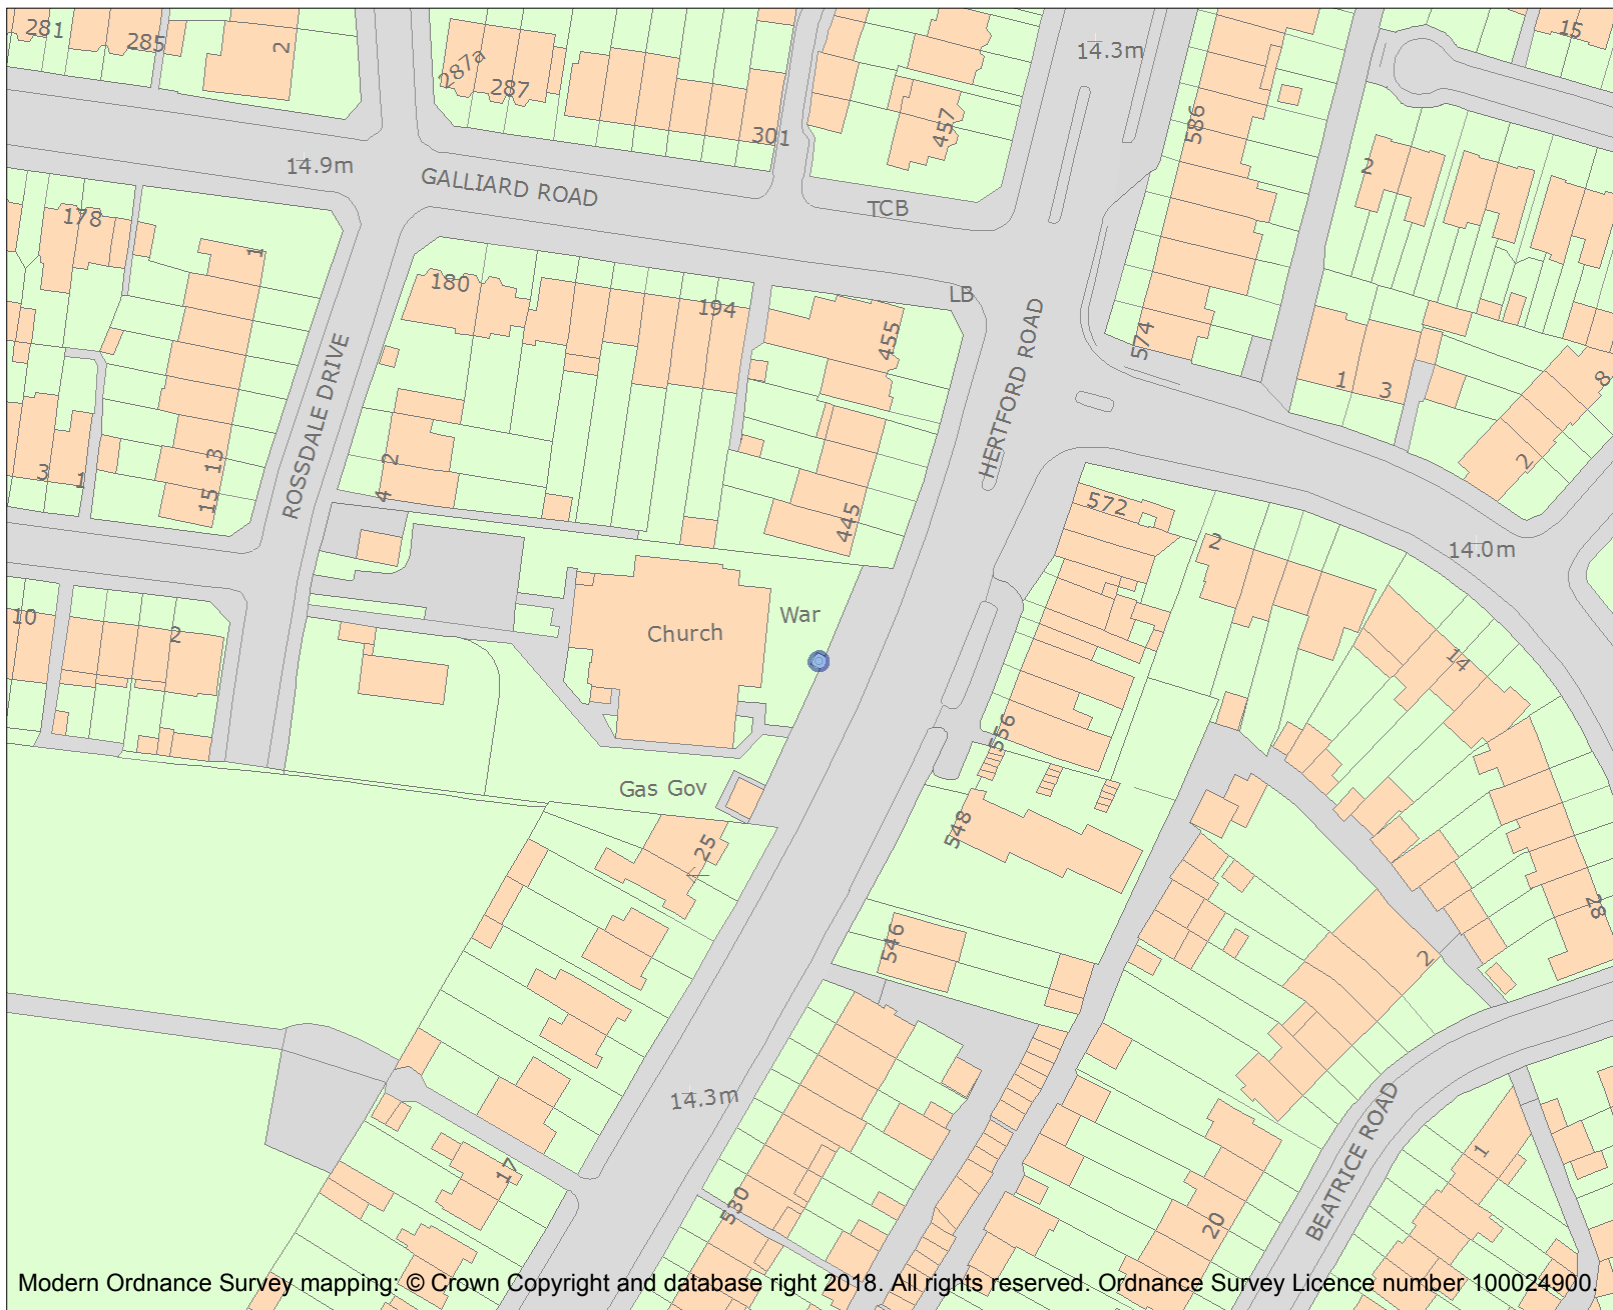 281
285
2
287a
287
301
457
14.3m
586
15
2
14.9m
GALLIARD ROAD
TCB
178
1
180
194
LB
455
HERTFORD ROAD
574
1
3
8
2
ROSSDALE DRIVE
3
1
13
15
2
4
445
572
2
14.0m
10
2
Church
War
14
556
Gas Gov
25
548
546
28
2
14.3m
17
530
20
BEATRICE ROAD
1
Modern Ordnance Survey mapping: © Crown Copyright and database right 2018. All rights reserved. Ordnance Survey Licence number 100024900.